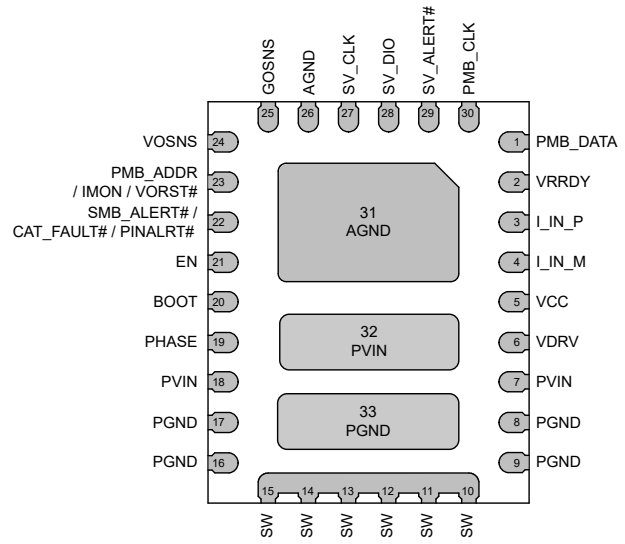 GOSNS
AGND
SV_CLK
SV_DIO
SV_ALERT#
PMB_CLK
25
26
27
28
29
30
VOSNS
24
1
PMB_DATA
PMB_ADDR
/ IMON / VORST#
23
2
VRRDY
SMB_ALERT# /
CAT_FAULT# / PINALRT#
22
3
I_IN_P
31
AGND
EN
21
4
I_IN_M
BOOT
20
5
VCC
PHASE
19
32
PVIN
6
VDRV
PVIN
18
7
PVIN
PGND
17
33
PGND
8
PGND
PGND
16
9
PGND
15
14
13
12
11
10
SW
SW
SW
SW
SW
SW